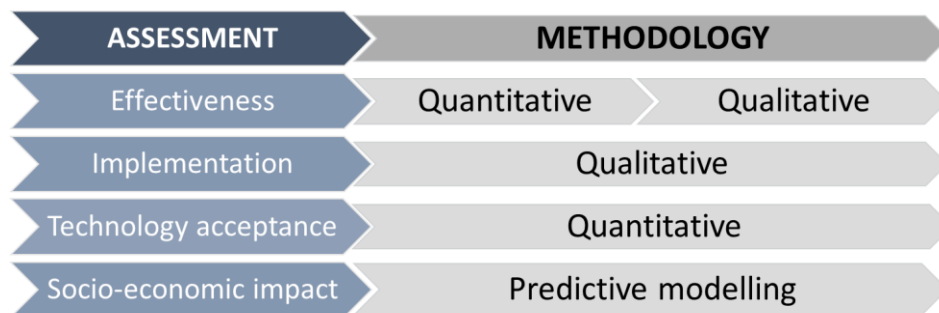 ASSESSMENT METHODOLOGY
Effectiveness Quantitative Qualitative
Implementation Qualitative
Technology acceptance Quantitative
Socio-economic impact Predictive modelling